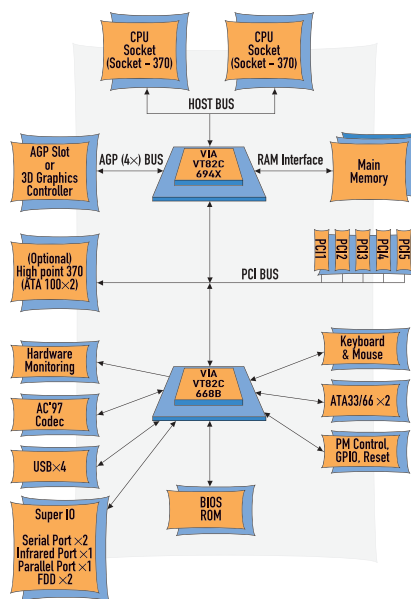 CPU
Socket
(Socket – 370)
CPU
Socket
(Socket – 370)
HOST BUS
AGP Slot
or
3D Graphics
Controller
AGP (4×) BUS
VIA
VT82C
694X
RAM Interface
Main
Memory
(Optional)
High point 370
(ATA 100×2)
PCI1
PCI2
PCI3
PCI4
PCI5
PCI BUS
Hardware
Monitoring
VIA
VT82C
668B
Keyboard
& Mouse
AC'97
Codec
ATA33/66 ×2
USB×4
PM Control,
GPIO, Reset
Super IO
Serial Port ×2
Infrared Port×1
Parallel Port×1
FDD ×2
BIOS
ROM